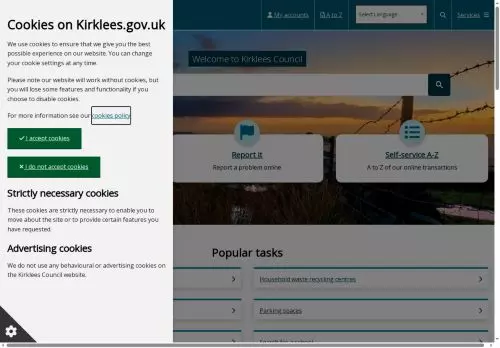 Cookies on Kirklees.gov.uk
We use cookies to ensure that we give you the best
possible experience on our website. You can change
your cookie settings at any time.
Please note our website will work without cookies, but
you will lose some features and functionality if you
choose to disable cookies.
For more information see our cookies policy
I accept cookies
I do not accept cookies
Strictly necessary cookies
These cookies are strictly necessary to enable you to
move about the site or to provide certain features you
have requested.
Advertising cookies
We do not use any behavioural or advertising cookies on
the Kirklees Council website.
My accounts
A to Z
Select Language
Services
Welcome to Kirklees Council
Report it
Report a problem online
Self-service A-Z
A to Z of our online transactions
Popular tasks
Household waste recycling centres
Parking spaces
Search for a school